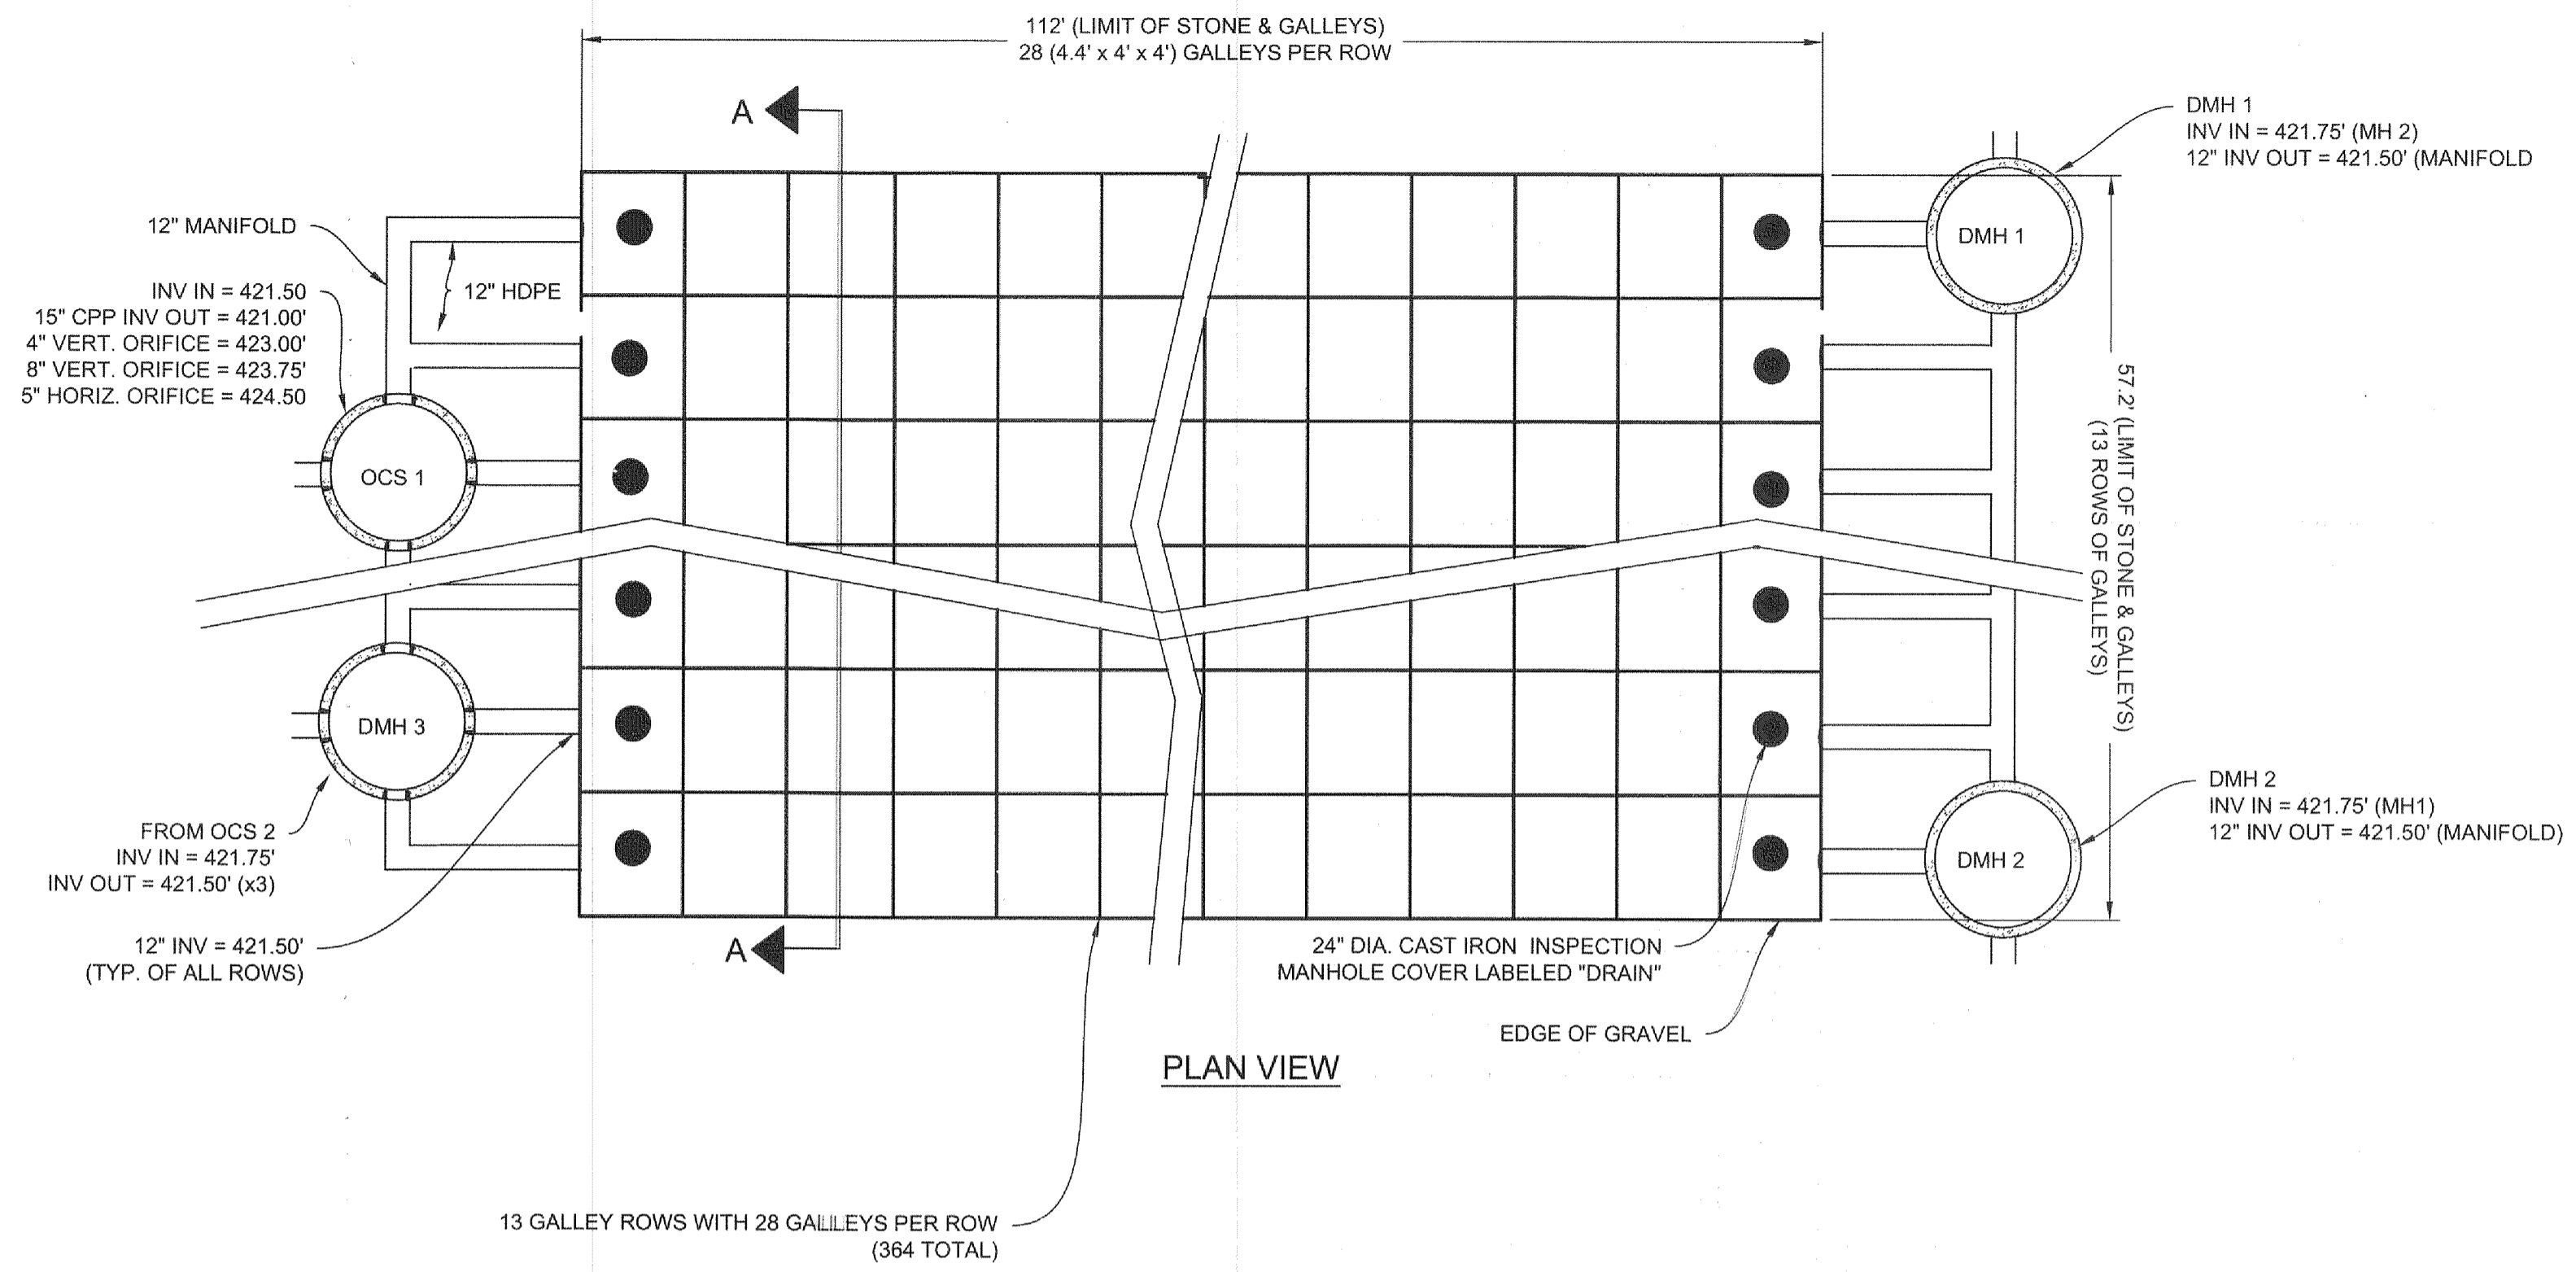 112' (LIMIT OF STONE & GALLEYS)
28 (4.4' x 4' x 4') GALLEYS PER ROW
A
DMH 1
INV IN = 421.75' (MH 2)
12" INV OUT = 421.50' (MANIFOLD
12" MANIFOLD
DMH 1
12" HDPE
INV IN = 421.50
15" CPP INV OUT = 421.00'
4" VERT. ORIFICE = 423.00'
8" VERT. ORIFICE = 423.75'
5" HORIZ. ORIFICE = 424.50
OCS 1
57.2' (LIMIT OF STONE & GALLEYS)
(13 ROWS OF GALLEYS)
DMH 3
DMH 2
INV IN = 421.75' (MH1)
12" INV OUT = 421.50' (MANIFOLD)
DMH 2
FROM OCS 2
INV IN = 421.75'
INV OUT = 421.50' (x3)
12" INV = 421.50'
(TYP. OF ALL ROWS)
A
24" DIA. CAST IRON INSPECTION
MANHOLE COVER LABELED "DRAIN"
EDGE OF GRAVEL
PLAN VIEW
13 GALLEY ROWS WITH 28 GALLEYS PER ROW
(364 TOTAL)